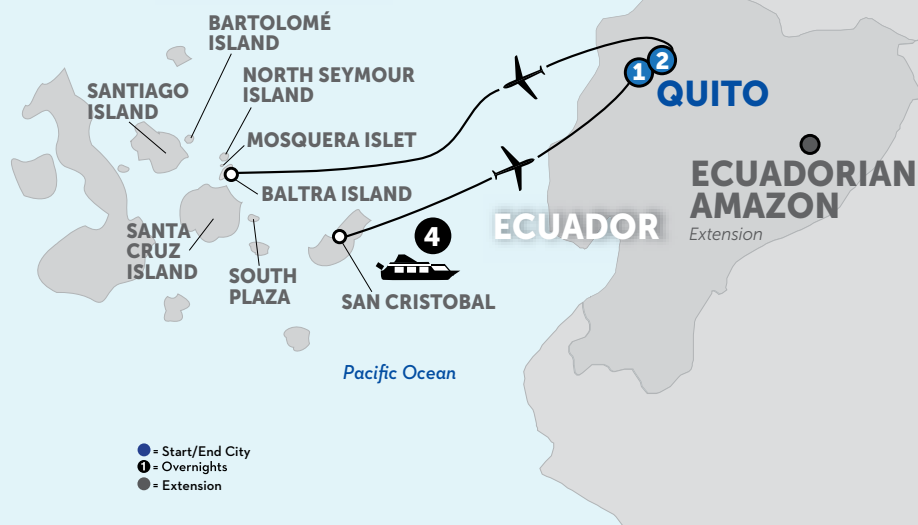 BARTOLOMÉ
ISLAND
NORTH SEYMOUR
ISLAND
SANTIAGO
ISLAND
MOSQUERA ISLET
BALTRA ISLAND
1
2
QUITO
ECUADORIAN
AMAZON
Extension
ECUADOR
4
SANTA
CRUZ
ISLAND
SOUTH
PLAZA
SAN CRISTOBAL
Pacific Ocean
= Start/End City
1 = Overnights
= Extension